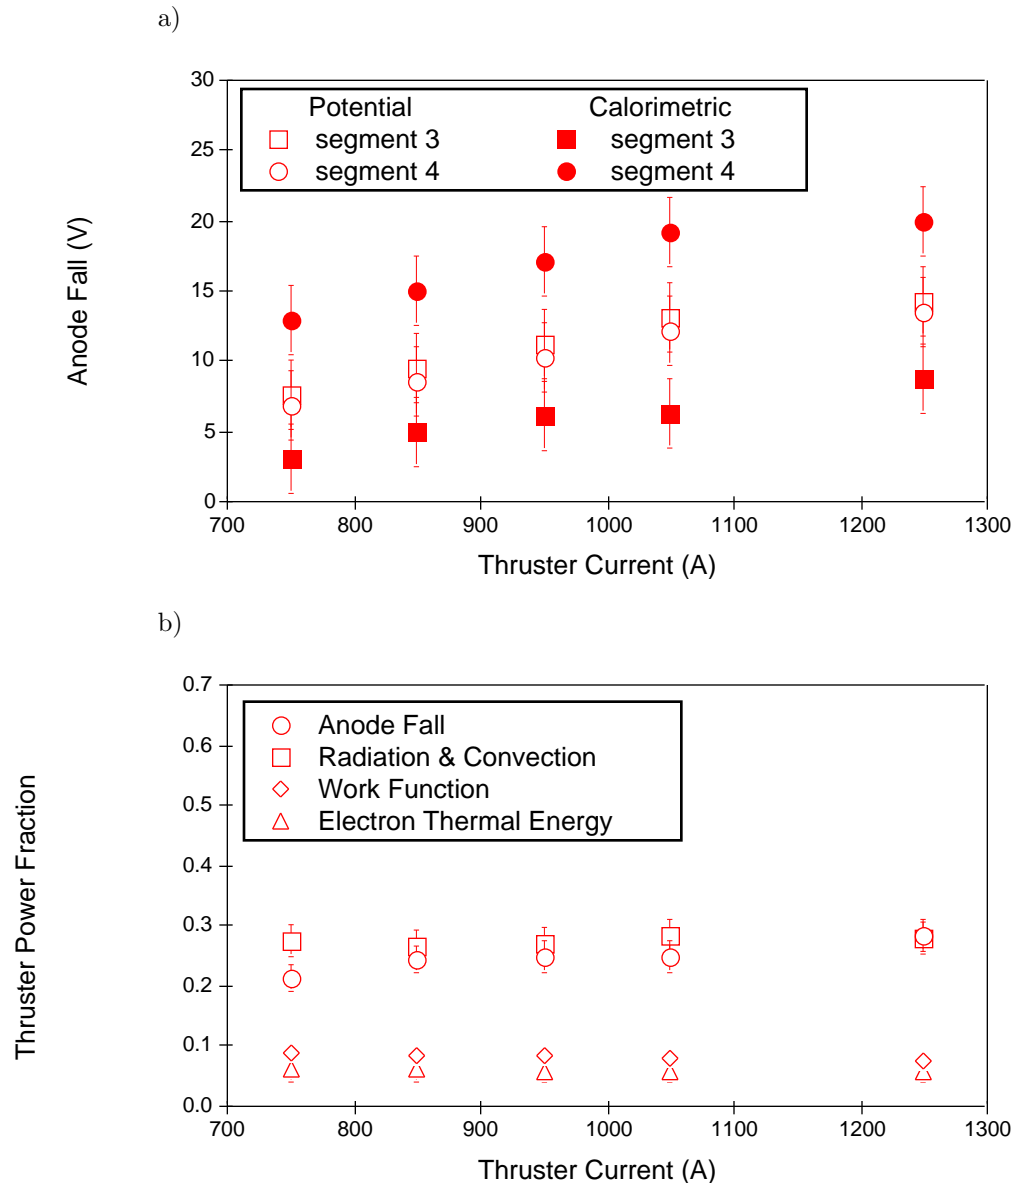 a)
30
25
20
15
10
5
0
Anode Fall (V)
Potential Calorimetric
segment 3 segment 3
segment 4 segment 4
700 800 900 1000 1100 1200 1300
Thruster Current (A)
b)
0.7
0.6
0.5
0.4
0.3
0.2
0.1
0.0
Thruster Power Fraction
Anode Fall
Radiation & Convection
Work Function
Electron Thermal Energy
700 800 900 1000 1100 1200 1300
Thruster Current (A)